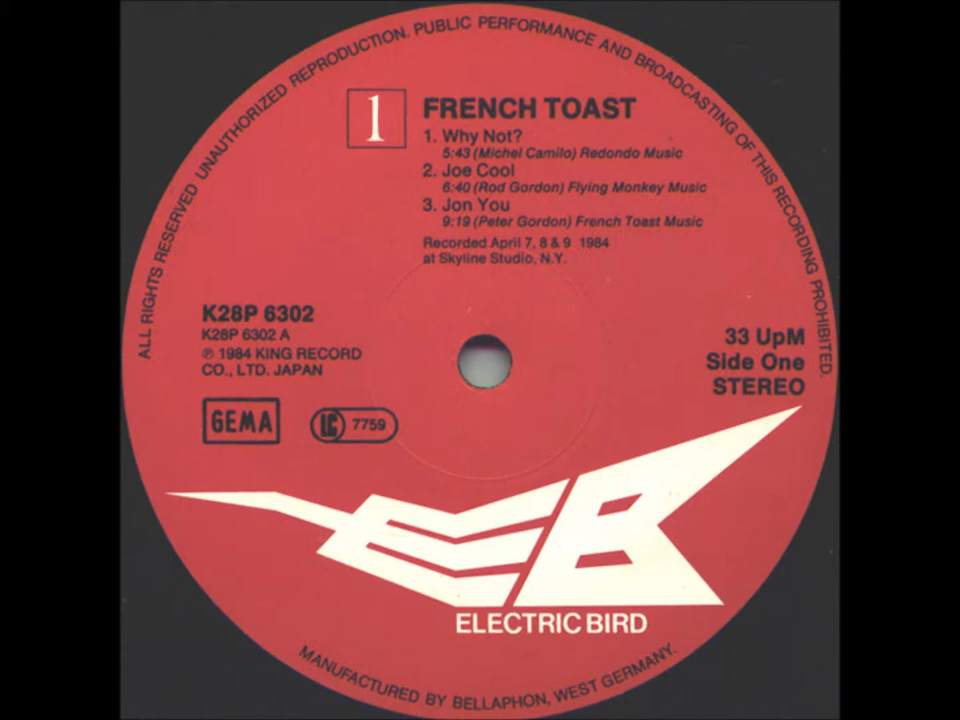 ALL RIGHTS RESERVED UNAUTHORIZED REPRODUCTION. PUBLIC PERFORMANCE AND BROADCASTING OF THIS RECORDING PROHIBITED.
1
FRENCH TOAST
1. Why Not?
5:43 (Michel Camilo) Redondo Music
2. Joe Cool
6:40 (Rod Gordon) Flying Monkey Music
3. Jon You
9:19 (Peter Gordon) French Toast Music
Recorded April 7, 8 & 9 1984
at Skyline Studio, N.Y.
K28P 6302
K28P 6302 A
℗ 1984 KING RECORD
CO., LTD. JAPAN
GEMA
LC 7759
33 UpM
Side One
STEREO
EB
ELECTRIC BIRD
MANUFACTURED BY BELLAPHON, WEST GERMANY.